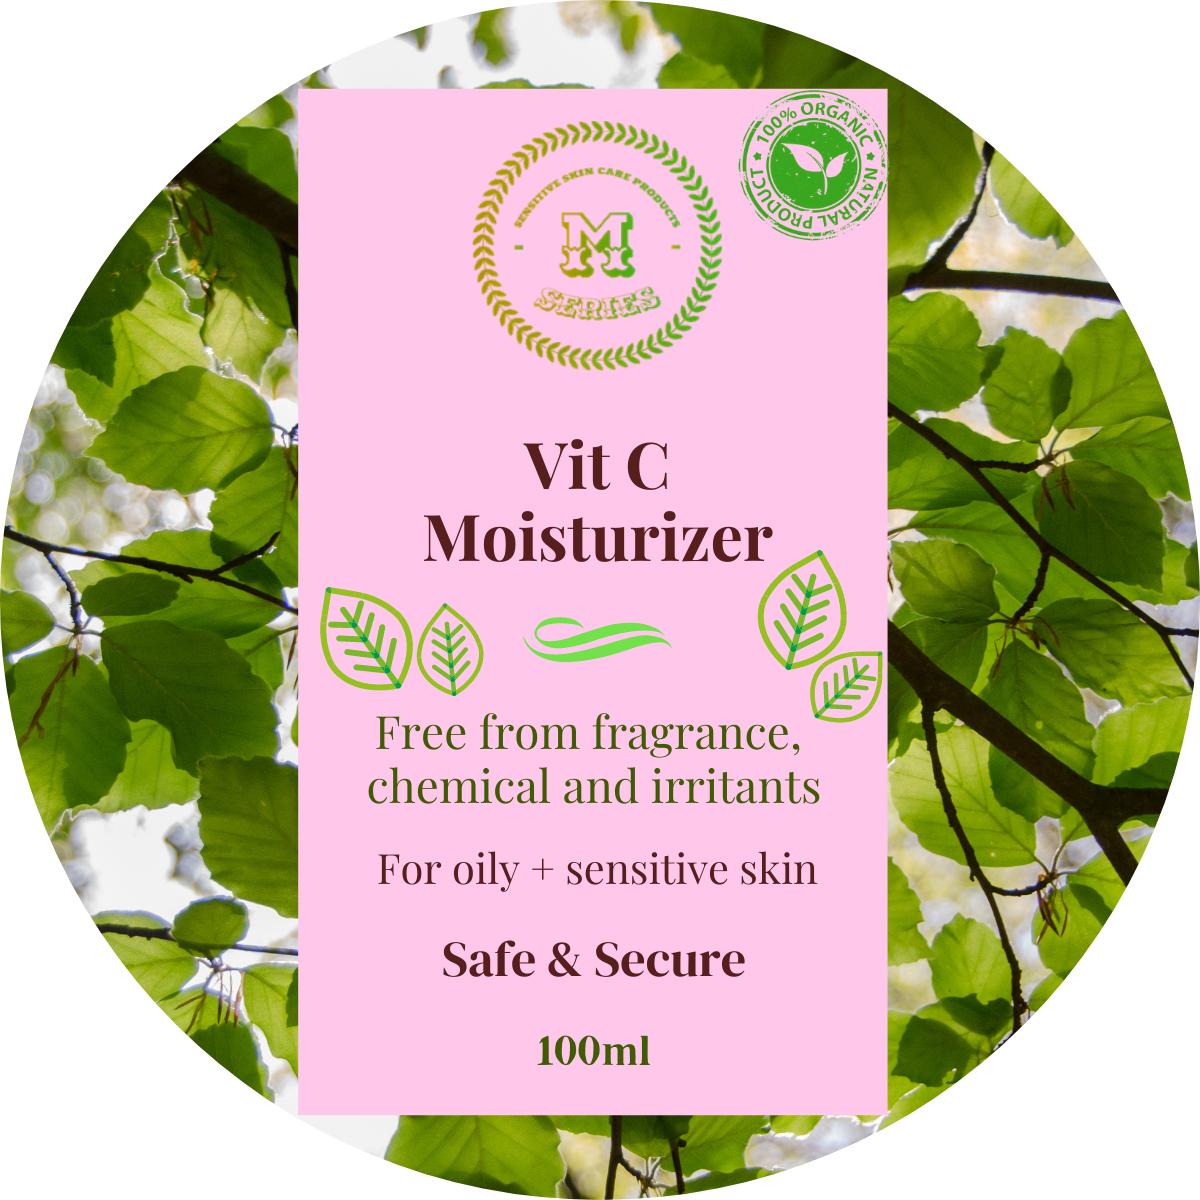 100% ORGANIC
NATURAL PRODUCT
SENSITIVE SKIN CARE PRODUCTS
M
SERIES
Vit C
Moisturizer
Free from fragrance,
chemical and irritants
For oily + sensitive skin
Safe & Secure
100ml